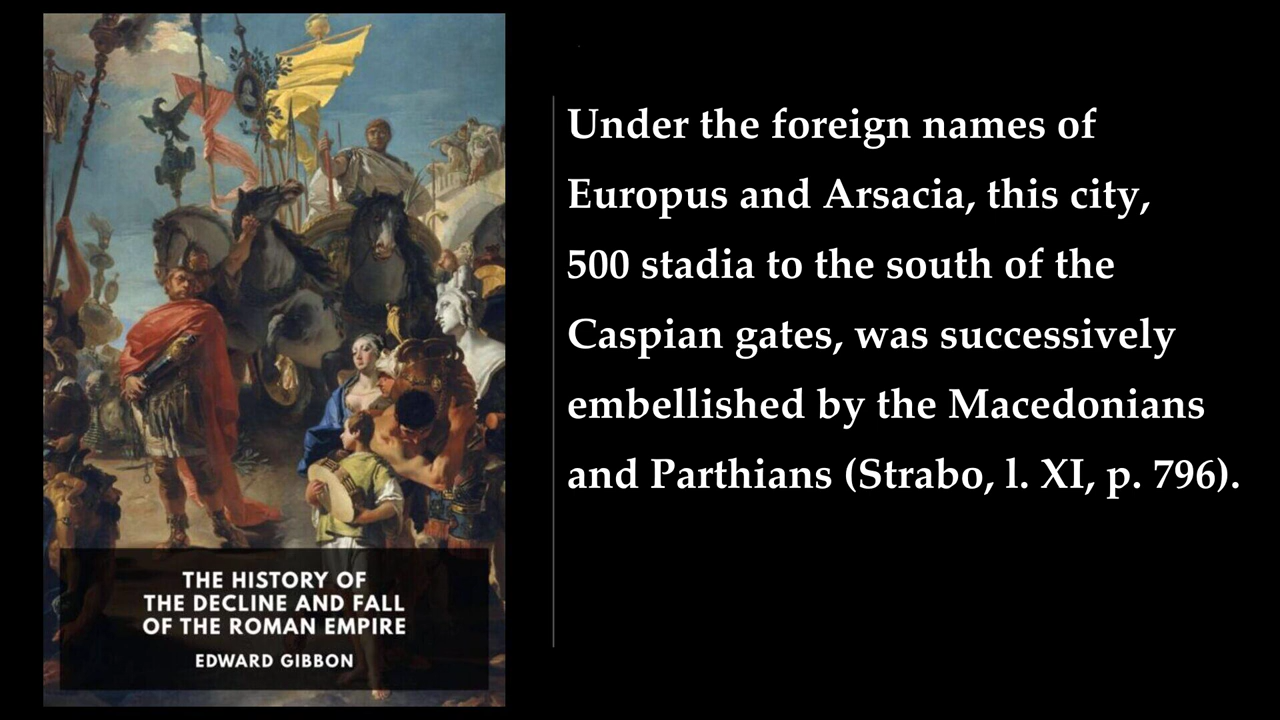 Under the foreign names of
Europus and Arsacia, this city,
500 stadia to the south of the
Caspian gates, was successively
embellished by the Macedonians
and Parthians (Strabo, l. XI, p. 796).
THE HISTORY OF
THE DECLINE AND FALL
OF THE ROMAN EMPIRE
EDWARD GIBBON